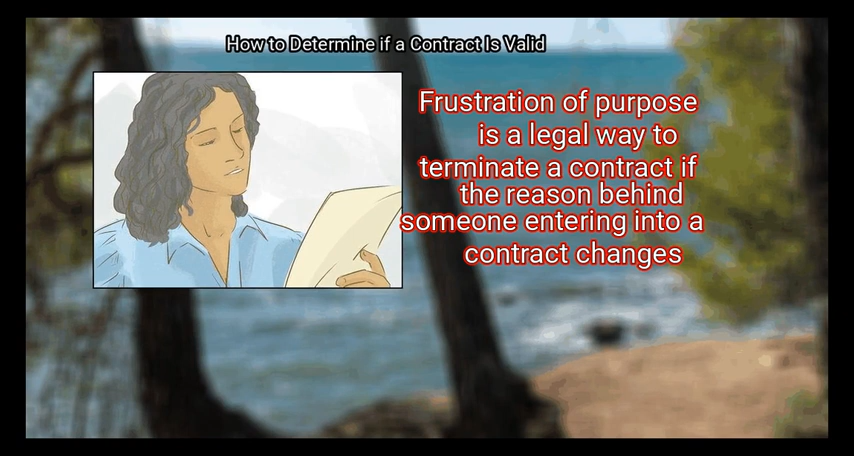 How to Determine if a Contract Is Valid
Frustration of purpose
is a legal way to
terminate a contract if
the reason behind
someone entering into a
contract changes